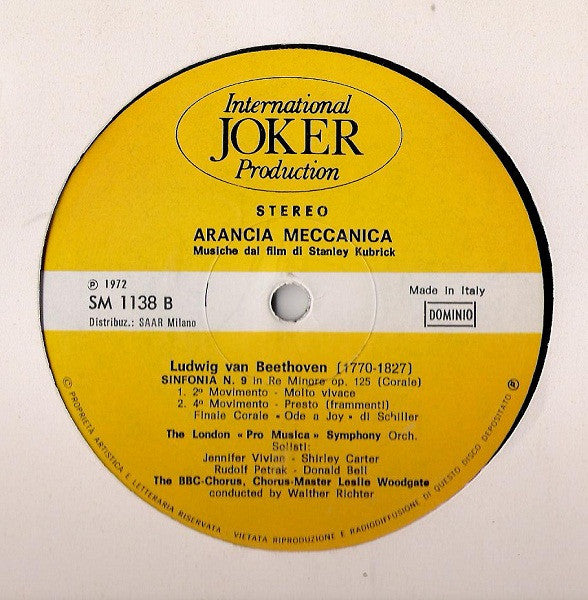 International
JOKER
Production
STEREO
ARANCIA MECCANICA
Musiche dal film di Stanley Kubrick
℗ 1972
SM 1138 B
Distribuz.: SAAR Milano
Made in Italy
DOMINIO
Ludwig van Beethoven [1770-1827]
SINFONIA N. 9 in Re Minore op. 125 (Corale)
1. 2º Movimento - Molto vivace
2. 4º Movimento - Presto (frammenti)
Finale Corale « Ode a Joy » di Schiller
The London « Pro Musica » Symphony Orch.
Solisti:
Jennifer Vivian - Shirley Carter
Rudolf Petrak - Donald Bell
The BBC-Chorus, Chorus-Master Leslie Woodgate
conducted by Walther Richter
© PROPRIETÀ ARTISTICA E LETTERARIA RISERVATA - VIETATA RIPRODUZIONE E RADIODIFFUSIONE DI QUESTO DISCO DEPOSITATO ℗